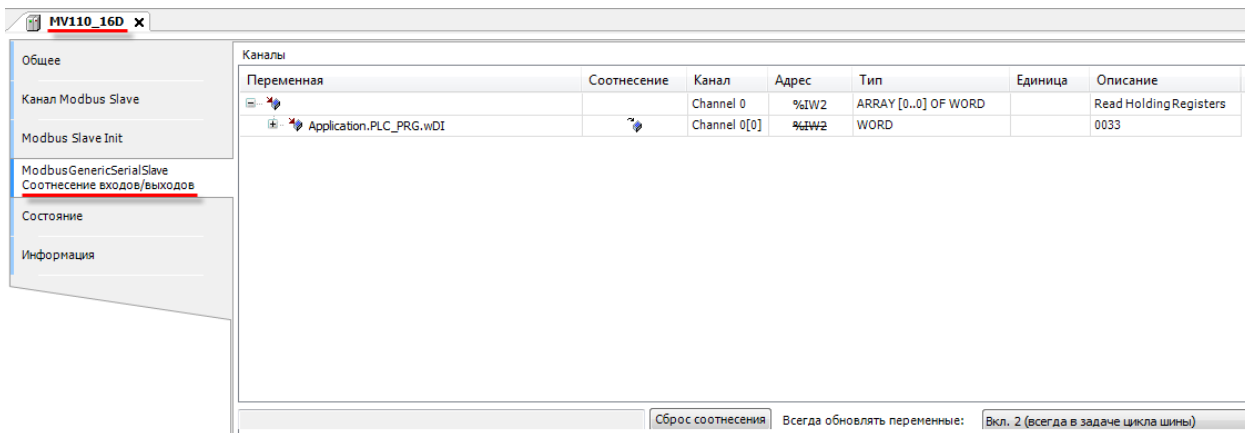 MV110_16D x
Общее
Канал Modbus Slave
Modbus Slave Init
ModbusGenericSerialSlave
Соотнесение входов/выходов
Состояние
Информация
Каналы
Переменная Соотнесение Канал Адрес Тип Единица Описание
Channel 0 %IW2 ARRAY [0..0] OF WORD Read Holding Registers
Application.PLC_PRG.wDI Channel 0[0] %IW2 WORD 0033
Сброс соотнесения Всегда обновлять переменные: Вкл. 2 (всегда в задаче цикла шины)